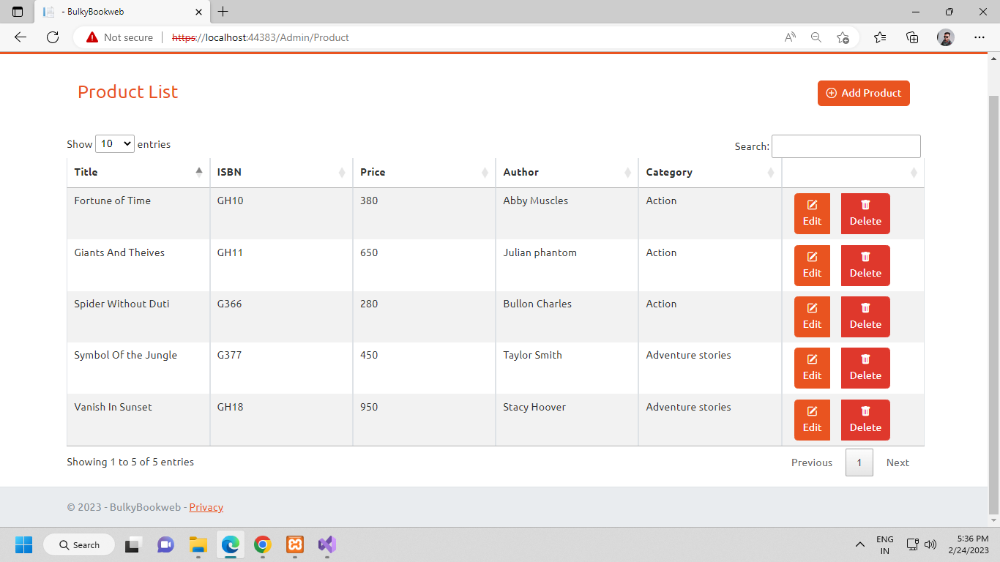 - BulkyBookweb
Not secure https://localhost:44383/Admin/Product
Product List
Add Product
Show 10 entries
Search:
Title ISBN Price Author Category
Fortune of Time GH10 380 Abby Muscles Action Edit Delete
Giants And Theives GH11 650 Julian phantom Action Edit Delete
Spider Without Duti G366 280 Bullon Charles Action Edit Delete
Symbol Of the Jungle G377 450 Taylor Smith Adventure stories Edit Delete
Vanish In Sunset GH18 950 Stacy Hoover Adventure stories Edit Delete
Showing 1 to 5 of 5 entries
Previous 1 Next
© 2023 - BulkyBookweb - Privacy
Search
ENG
IN
5:36 PM
2/24/2023